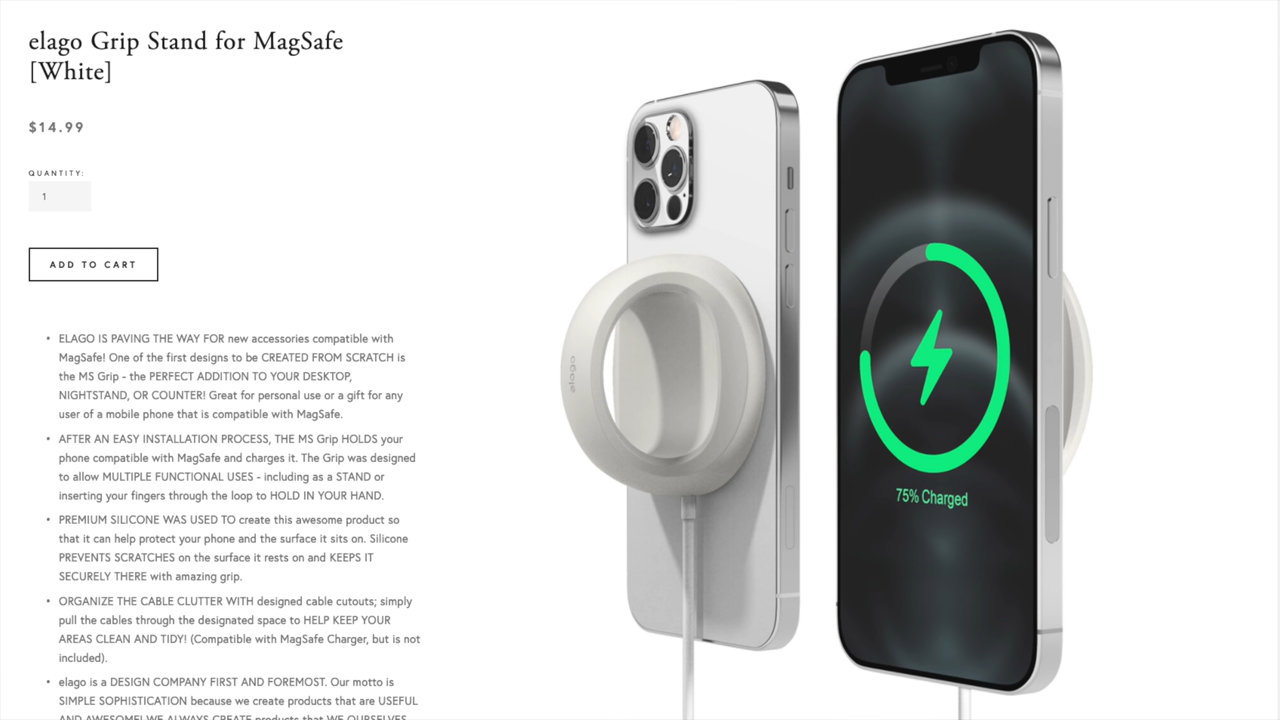 elago Grip Stand for MagSafe
[White]
$14.99
QUANTITY:
1
ADD TO CART
• ELAGO IS PAVING THE WAY FOR new accessories compatible with
MagSafe! One of the first designs to be CREATED FROM SCRATCH is
the MS Grip - the PERFECT ADDITION TO YOUR DESKTOP,
NIGHTSTAND, OR COUNTER! Great for personal use or a gift for any
user of a mobile phone that is compatible with MagSafe.
• AFTER AN EASY INSTALLATION PROCESS, THE MS Grip HOLDS your
phone compatible with MagSafe and charges it. The Grip was designed
to allow MULTIPLE FUNCTIONAL USES - including as a STAND or
inserting your fingers through the loop to HOLD IN YOUR HAND.
• PREMIUM SILICONE WAS USED TO create this awesome product so
that it can help protect your phone and the surface it sits on. Silicone
PREVENTS SCRATCHES on the surface it rests on and KEEPS IT
SECURELY THERE with amazing grip.
• ORGANIZE THE CABLE CLUTTER WITH designed cable cutouts; simply
pull the cables through the designated space to HELP KEEP YOUR
AREAS CLEAN AND TIDY! (Compatible with MagSafe Charger, but is not
included).
• elago is a DESIGN COMPANY FIRST AND FOREMOST. Our motto is
SIMPLE SOPHISTICATION because we create products that are USEFUL
AND AWESOME! WE ALWAYS CREATE products that WE OURSELVES
elago
75% Charged